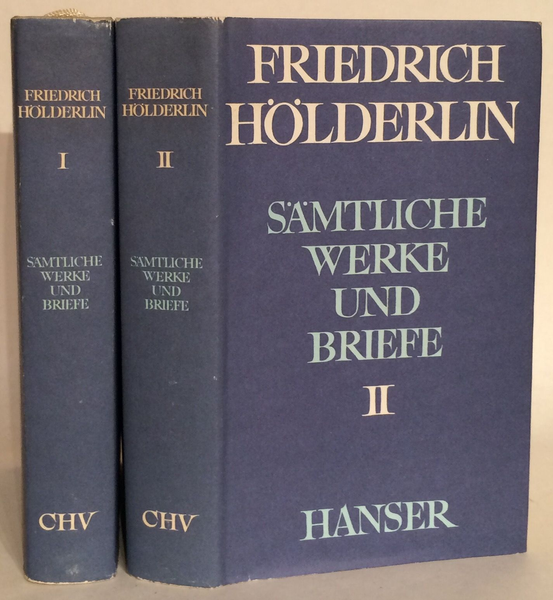 FRIEDRICH
HÖLDERLIN
I
SÄMTLICHE
WERKE
UND
BRIEFE
CHV
FRIEDRICH
HÖLDERLIN
II
SÄMTLICHE
WERKE
UND
BRIEFE
CHV
FRIEDRICH
HÖLDERLIN
SÄMTLICHE
WERKE
UND
BRIEFE
II
HANSER